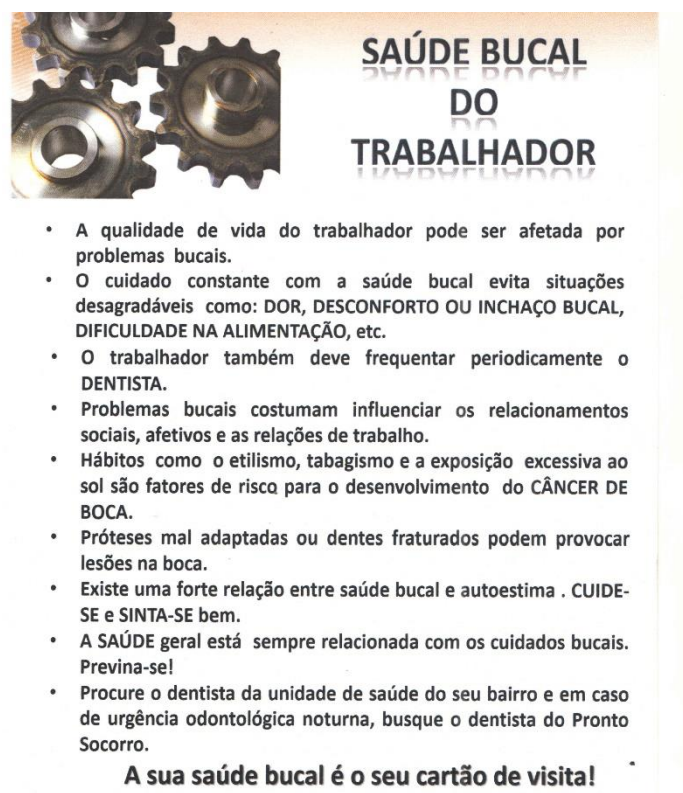 SAÚDE BUCAL
DO
TRABALHADOR
• A qualidade de vida do trabalhador pode ser afetada por
problemas bucais.
• O cuidado constante com a saúde bucal evita situações
desagradáveis como: DOR, DESCONFORTO OU INCHAÇO BUCAL,
DIFICULDADE NA ALIMENTAÇÃO, etc.
• O trabalhador também deve frequentar periodicamente o
DENTISTA.
• Problemas bucais costumam influenciar os relacionamentos
sociais, afetivos e as relações de trabalho.
• Hábitos como o etilismo, tabagismo e a exposição excessiva ao
sol são fatores de risco para o desenvolvimento do CÂNCER DE
BOCA.
• Próteses mal adaptadas ou dentes fraturados podem provocar
lesões na boca.
• Existe uma forte relação entre saúde bucal e autoestima . CUIDE-
SE e SINTA-SE bem.
• A SAÚDE geral está sempre relacionada com os cuidados bucais.
Previna-se!
• Procure o dentista da unidade de saúde do seu bairro e em caso
de urgência odontológica noturna, busque o dentista do Pronto
Socorro.
A sua saúde bucal é o seu cartão de visita!